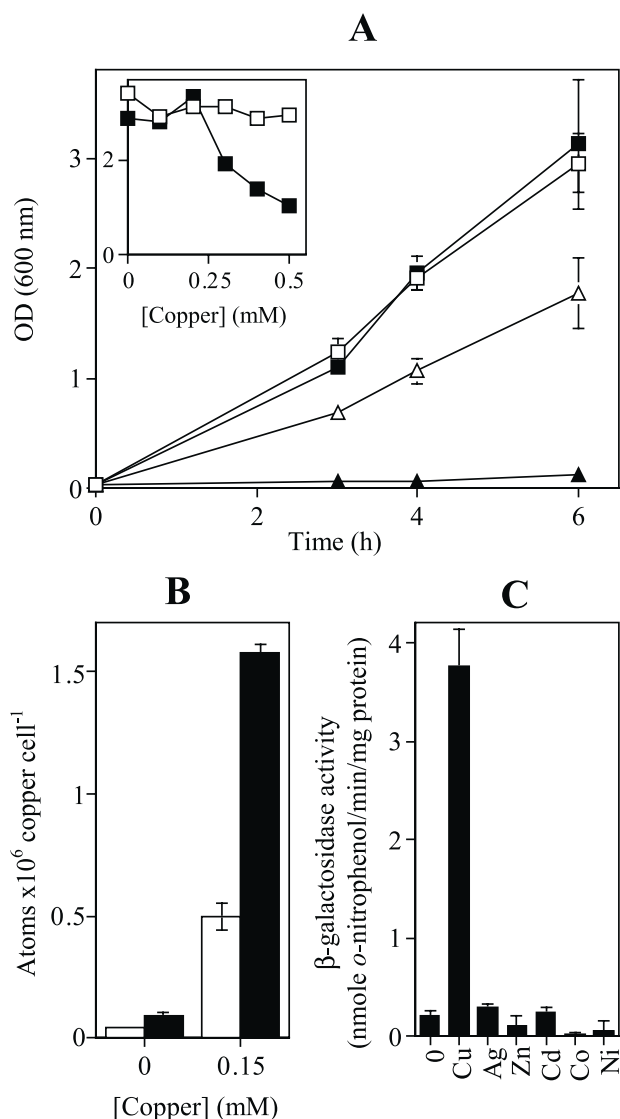 A
OD (600 nm)
3
2
1
0
2
0
0
0.25
0.5
[Copper] (mM)
0
2
4
6
Time (h)
B
Atoms x10⁶ copper cell⁻¹
1.5
1
0.5
0
0
0.15
[Copper] (mM)
C
β-galactosidase activity
(nmole o-nitrophenol/min/mg protein)
4
3
2
1
0
0
Cu
Ag
Zn
Cd
Co
Ni